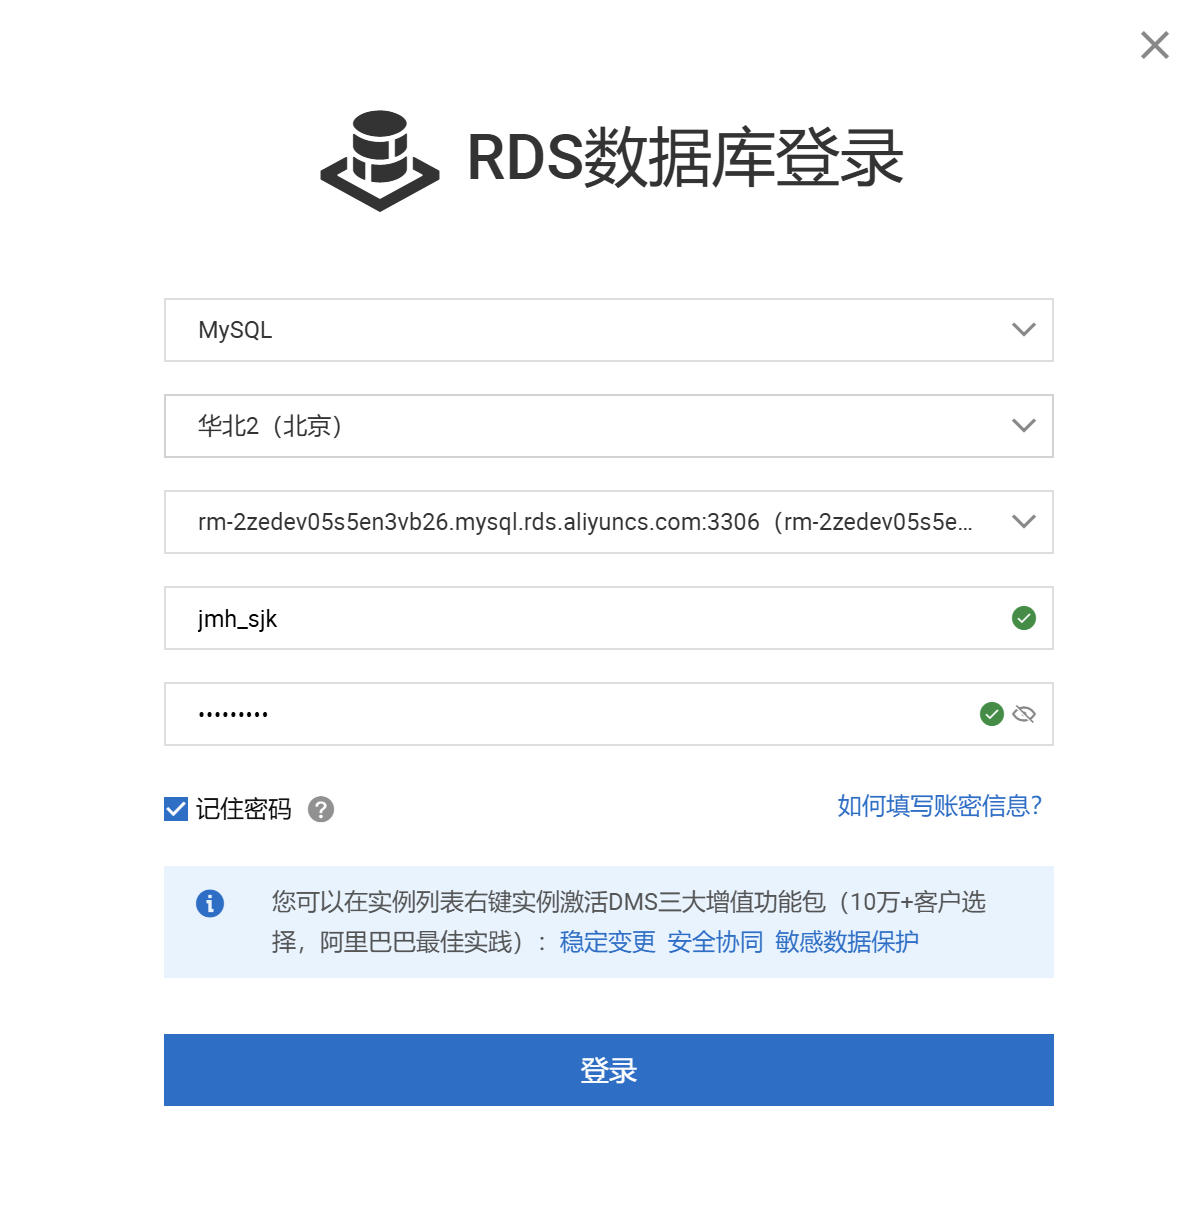 RDS数据库登录
MySQL
华北2（北京）
rm-2zedev05s5en3vb26.mysql.rds.aliyuncs.com:3306（rm-2zedev05s5e...
jmh_sjk
•••••••••
记住密码 ?
如何填写账密信息?
您可以在实例列表右键实例激活DMS三大增值功能包（10万+客户选
择，阿里巴巴最佳实践）：稳定变更 安全协同 敏感数据保护
登录